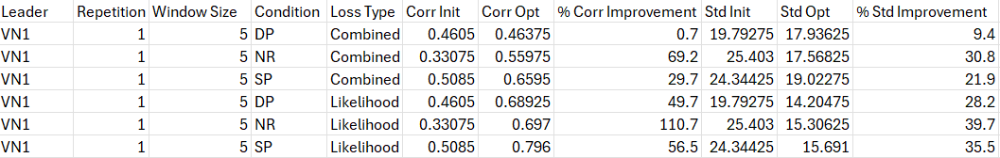 Leader Repetition Window Size Condition Loss Type Corr Init Corr Opt % Corr Improvement Std Init Std Opt % Std Improvement
VN1 1 5 DP Combined 0.4605 0.46375 0.7 19.79275 17.93625 9.4
VN1 1 5 NR Combined 0.33075 0.55975 69.2 25.403 17.56825 30.8
VN1 1 5 SP Combined 0.5085 0.6595 29.7 24.34425 19.02275 21.9
VN1 1 5 DP Likelihood 0.4605 0.68925 49.7 19.79275 14.20475 28.2
VN1 1 5 NR Likelihood 0.33075 0.697 110.7 25.403 15.30625 39.7
VN1 1 5 SP Likelihood 0.5085 0.796 56.5 24.34425 15.691 35.5